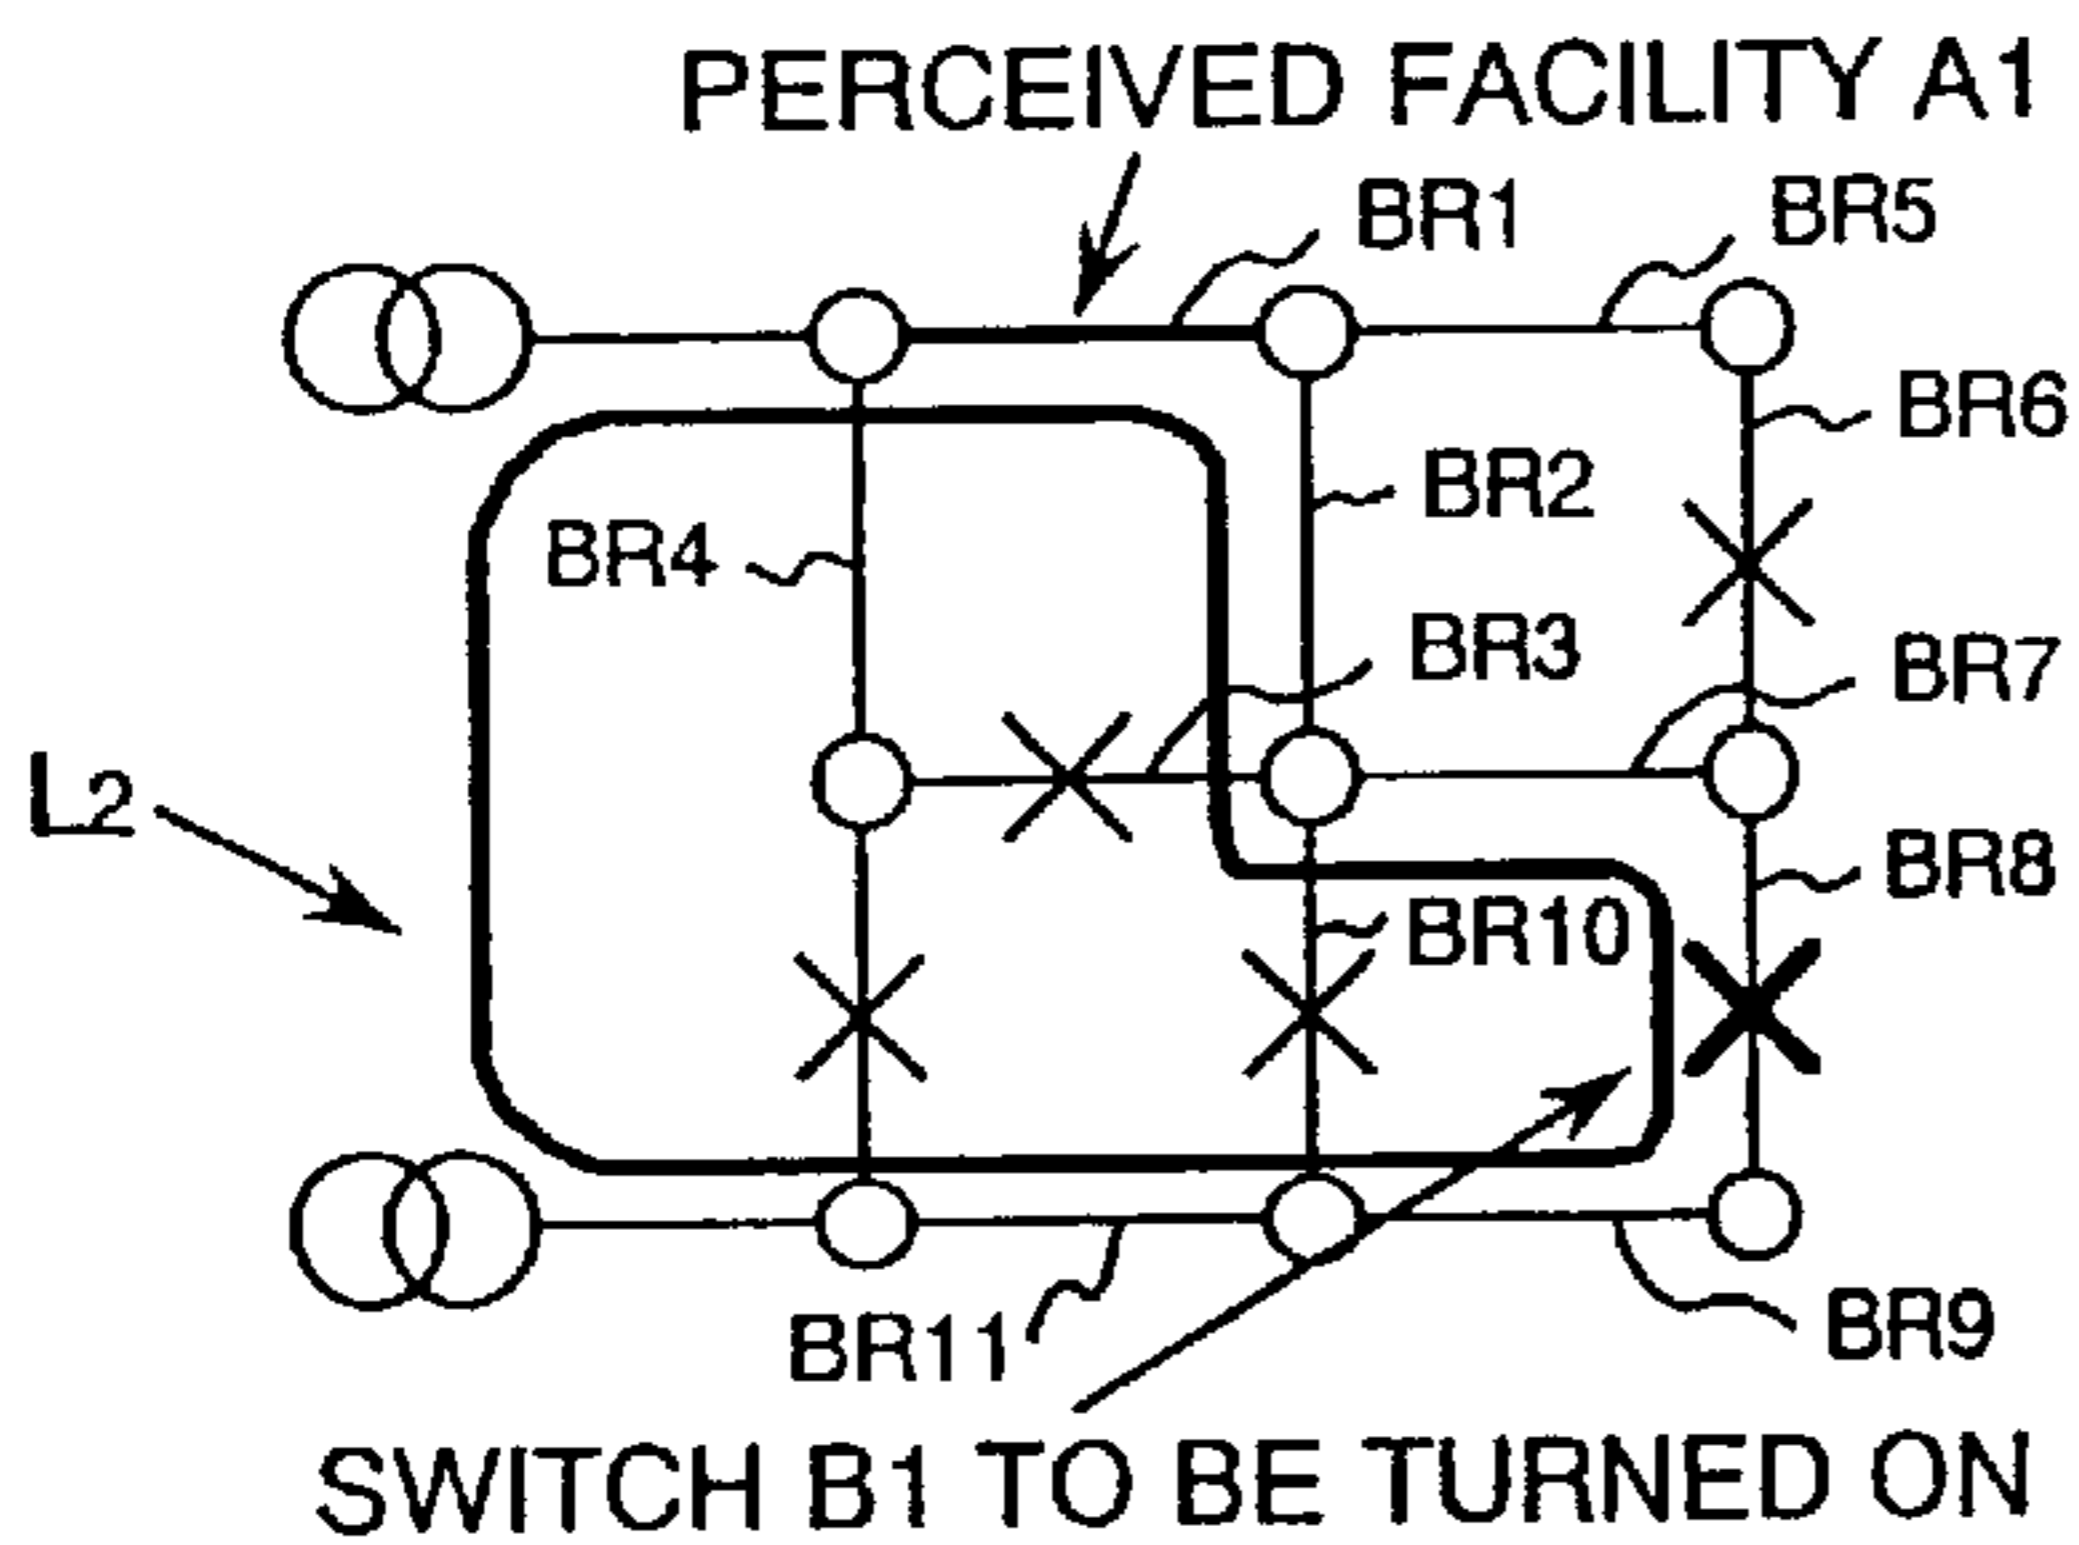 PERCEIVED FACILITY A1
BR1
BR5
BR6
BR2
BR4
BR3
BR7
L2
BR8
BR10
BR11
BR9
SWITCH B1 TO BE TURNED ON